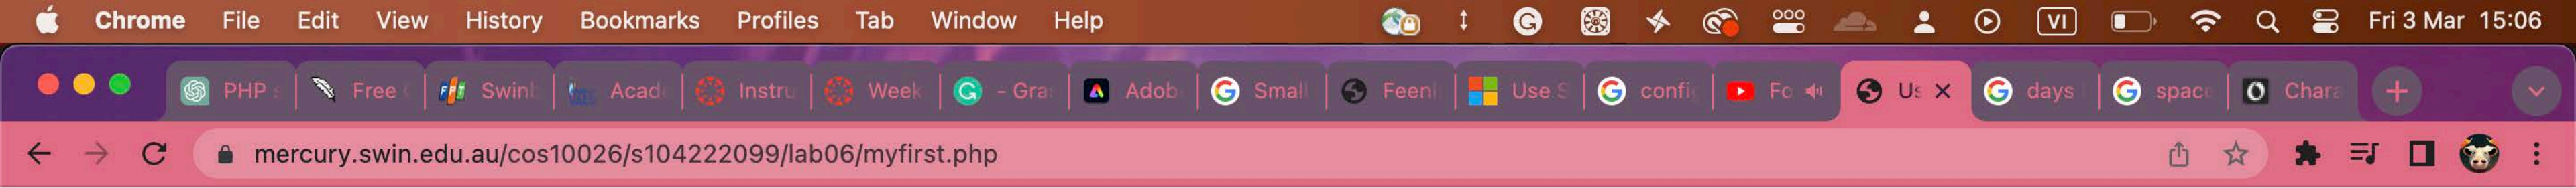 Chrome File Edit View History Bookmarks Profiles Tab Window Help VI Fri 3 Mar 15:06
PHP Free Swin Acad Instru Week - Gra Adob Small Feeni Use S config Fo Us days space Chara
mercury.swin.edu.au/cos10026/s104222099/lab06/myfirst.php